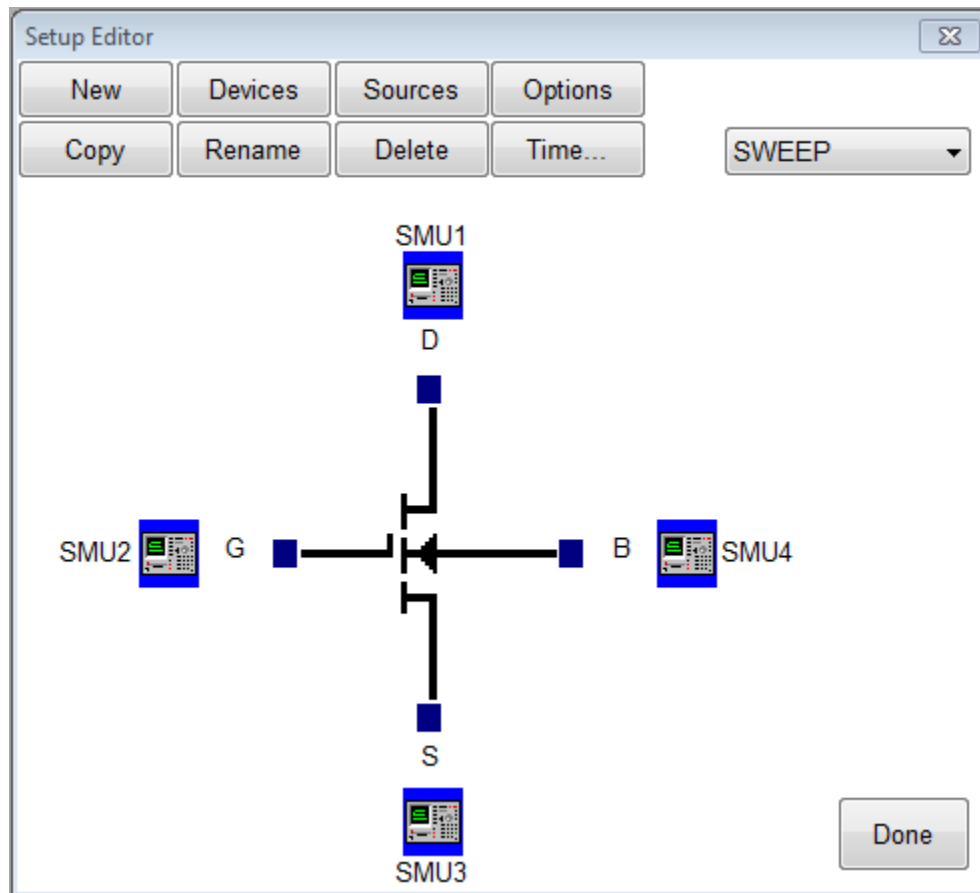 Setup Editor
New Devices Sources Options
Copy Rename Delete Time... SWEEP
SMU1
D
SMU2 G B SMU4
S
SMU3
Done